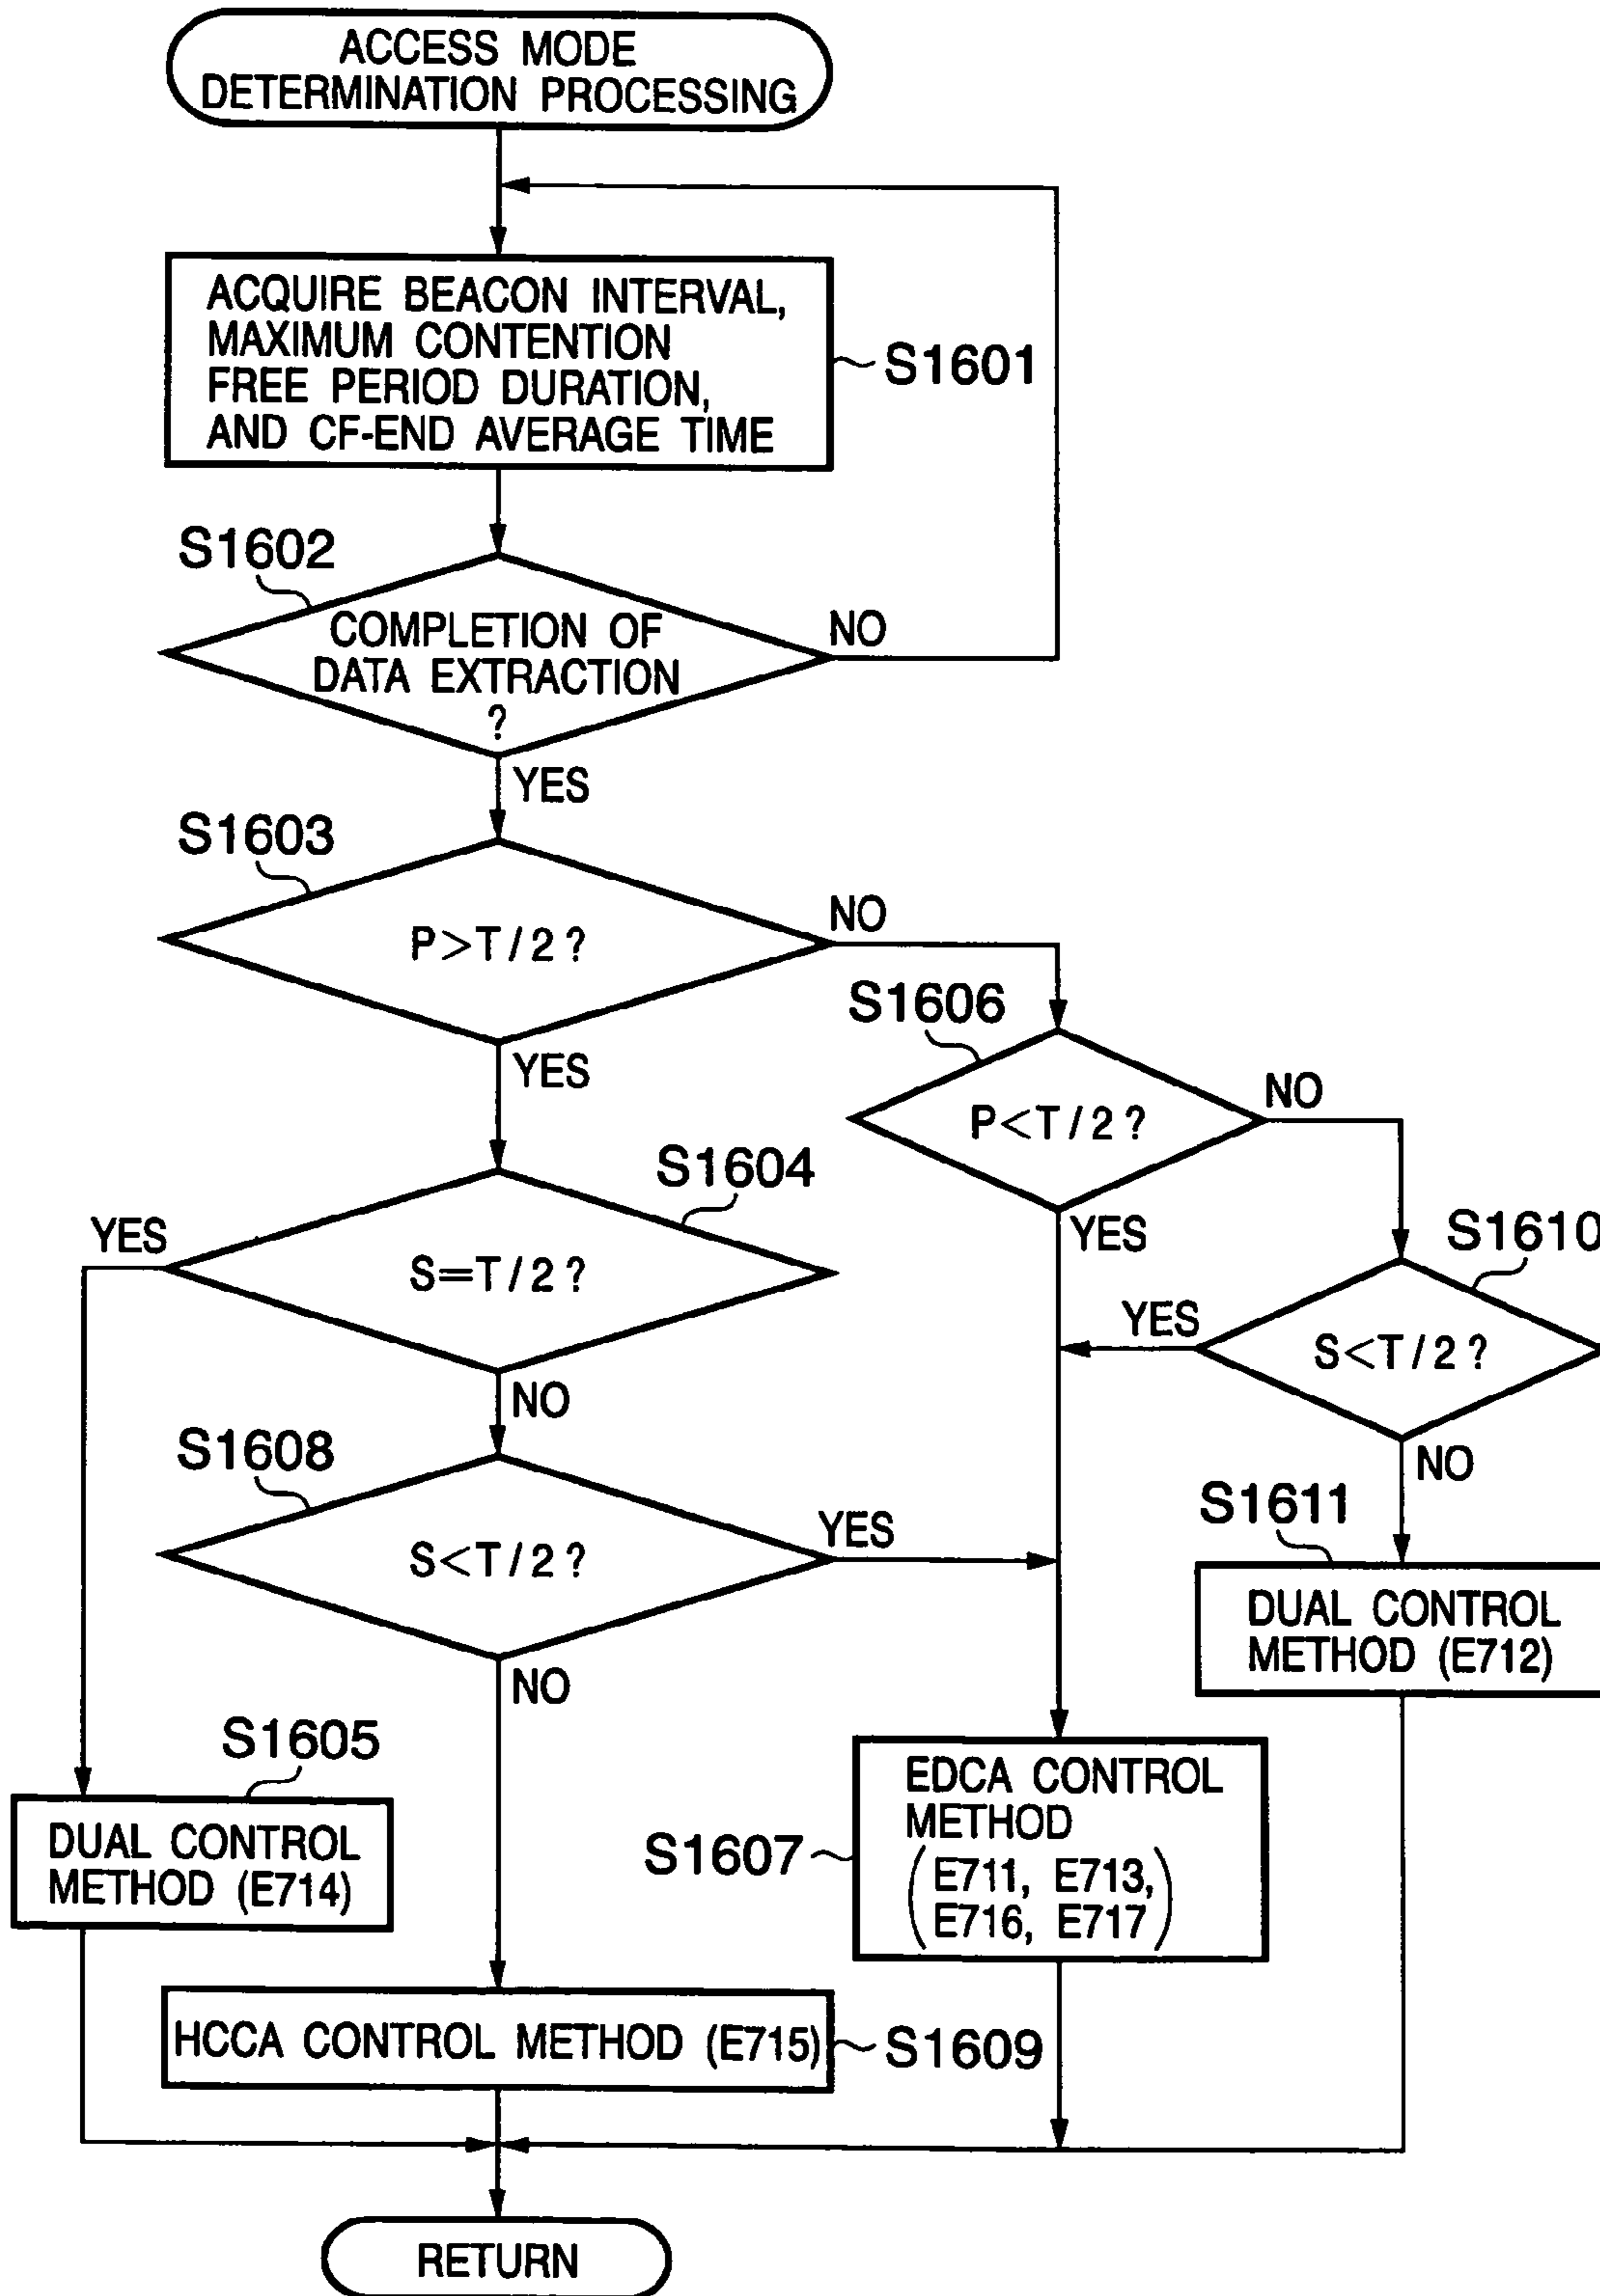 ACCESS MODE
DETERMINATION PROCESSING
ACQUIRE BEACON INTERVAL,
MAXIMUM CONTENTION
FREE PERIOD DURATION,
AND CF-END AVERAGE TIME
S1601
S1602
COMPLETION OF
DATA EXTRACTION
?
NO
YES
S1603
P>T/2?
NO
YES
S1606
P<T/2?
NO
YES
S1604
S=T/2?
YES
NO
S1610
S<T/2?
YES
NO
S1608
S<T/2?
YES
NO
S1611
DUAL CONTROL
METHOD (E712)
S1605
DUAL CONTROL
METHOD (E714)
S1607
EDCA CONTROL
METHOD
(E711, E713,
E716, E717)
HCCA CONTROL METHOD (E715)
S1609
RETURN